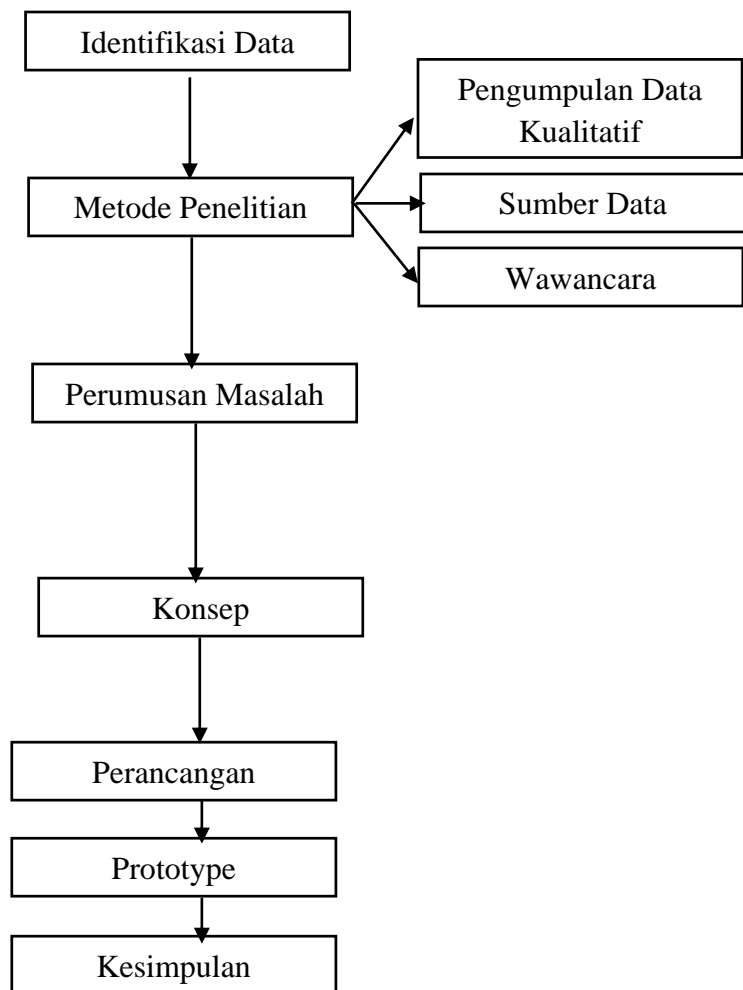 Identifikasi Data
Pengumpulan Data
Kualitatif
Metode Penelitian
Sumber Data
Wawancara
Perumusan Masalah
Konsep
Perancangan
Prototype
Kesimpulan